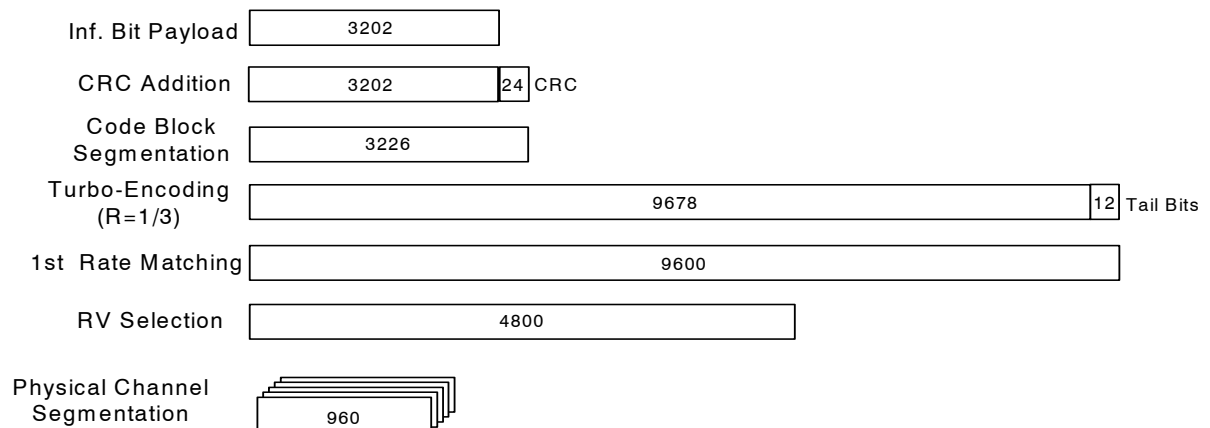 Inf. Bit Payload 3202
CRC Addition 3202 24 CRC
Code Block
Segmentation 3226
Turbo-Encoding
(R=1/3) 9678 12 Tail Bits
1st Rate Matching 9600
RV Selection 4800
Physical Channel
Segmentation 960